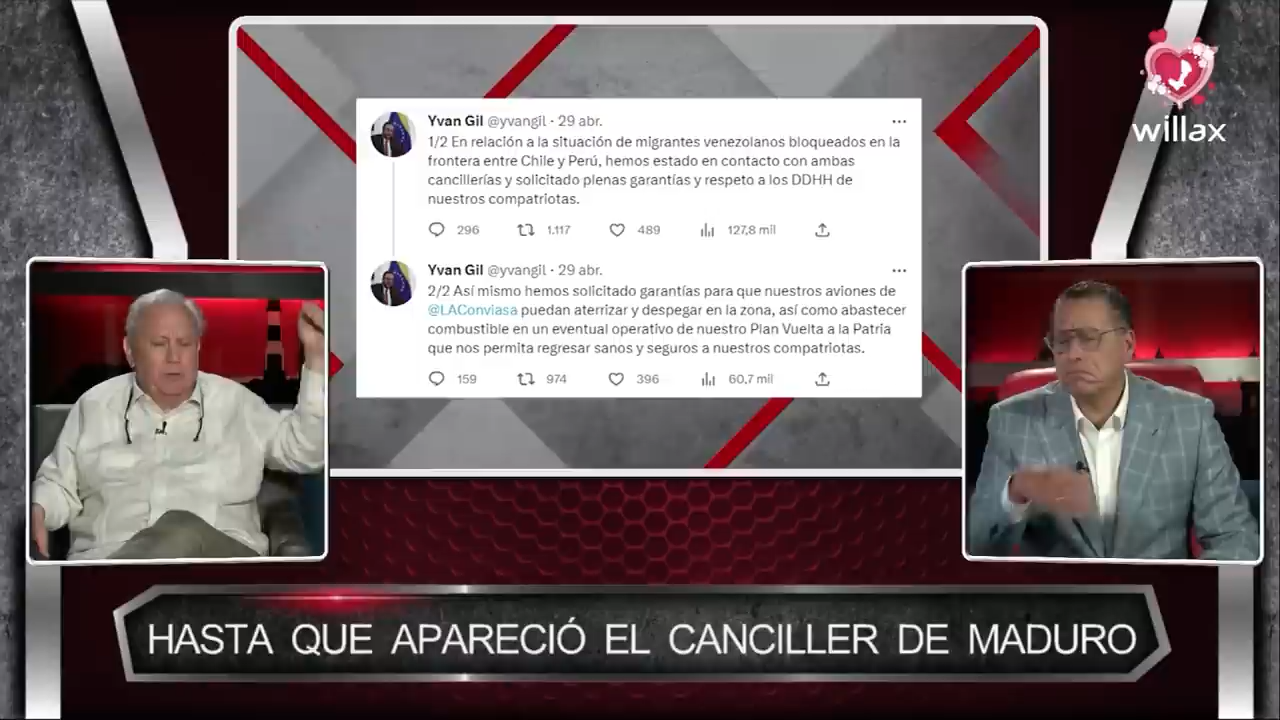 willax
Yvan Gil @yvangil · 29 abr.
1/2 En relación a la situación de migrantes venezolanos bloqueados en la
frontera entre Chile y Perú, hemos estado en contacto con ambas
cancillerías y solicitado plenas garantías y respeto a los DDHH de
nuestros compatriotas.
296 1.117 489 127,8 mil
Yvan Gil @yvangil · 29 abr.
2/2 Así mismo hemos solicitado garantías para que nuestros aviones de
@LAConviasa puedan aterrizar y despegar en la zona, así como abastecer
combustible en un eventual operativo de nuestro Plan Vuelta a la Patria
que nos permita regresar sanos y seguros a nuestros compatriotas.
159 974 396 60,7 mil
HASTA QUE APARECIÓ EL CANCILLER DE MADURO